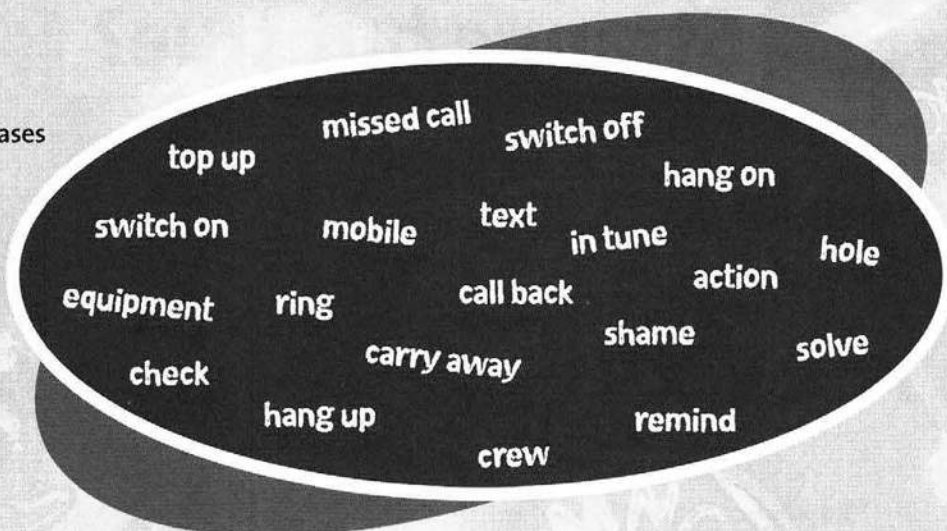 ases
missed call
switch off
top up
hang on
switch on
mobile
text
in tune
hole
equipment
ring
call back
action
shame
solve
carry away
check
hang up
remind
crew